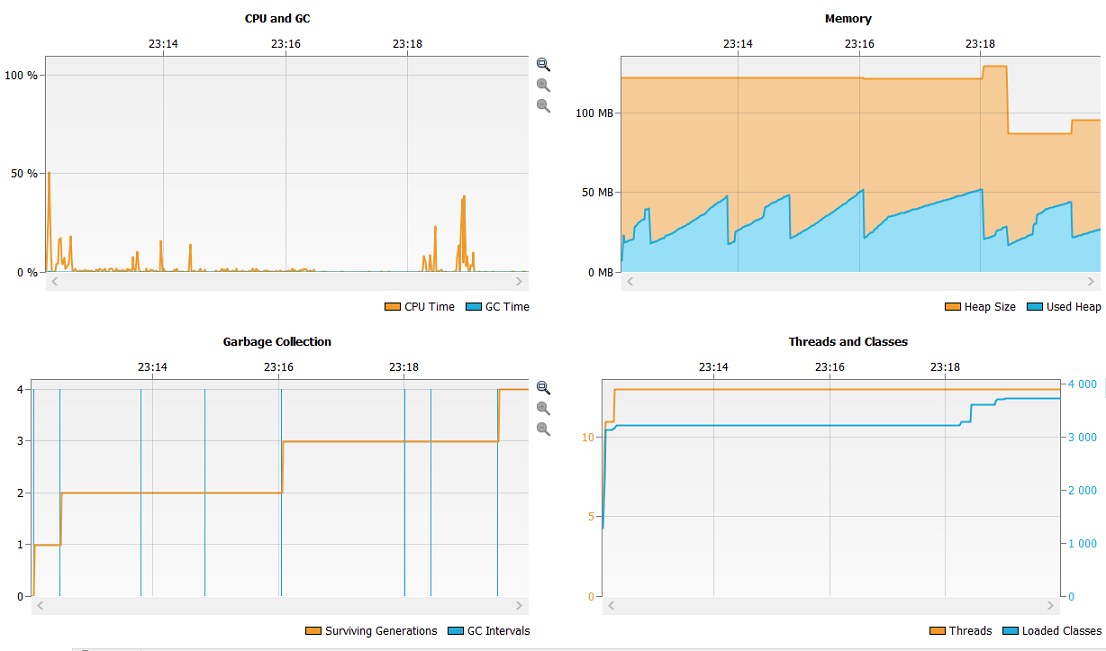 CPU and GC
23:14 23:16 23:18
100 %
50 %
0 %
CPU Time GC Time
Memory
23:14 23:16 23:18
100 MB
50 MB
0 MB
Heap Size Used Heap
Garbage Collection
23:14 23:16 23:18
4
3
2
1
0
Surviving Generations GC Intervals
Threads and Classes
23:14 23:16 23:18
4 000
10 3 000
2 000
5
1 000
0 0
Threads Loaded Classes